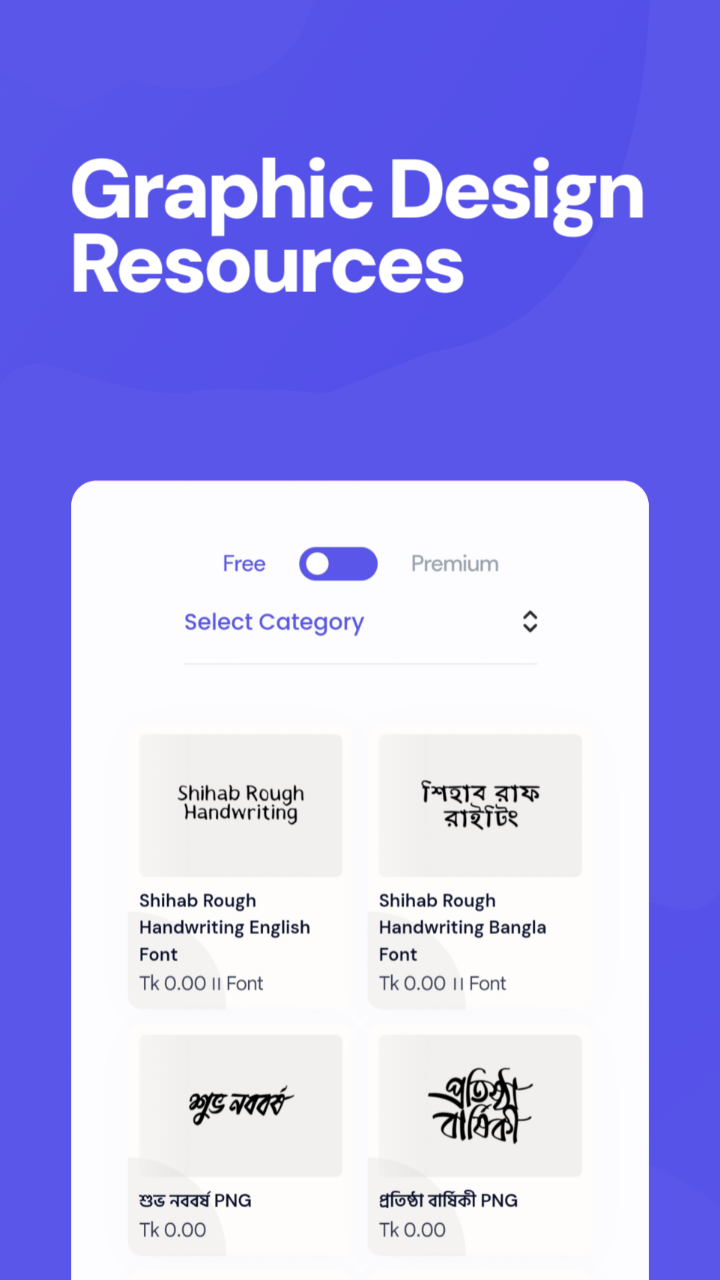 Graphic Design
Resources
Free
Premium
Select Category
Shihab Rough
Handwriting
শিহাব রাফ
রাইটিং
Shihab Rough
Handwriting English
Font
Tk 0.00 II Font
Shihab Rough
Handwriting Bangla
Font
Tk 0.00 II Font
শুভ নববর্ষ
প্রতিষ্ঠা
বার্ষিকী
শুভ নববর্ষ PNG
Tk 0.00
প্রতিষ্ঠা বার্ষিকী PNG
Tk 0.00